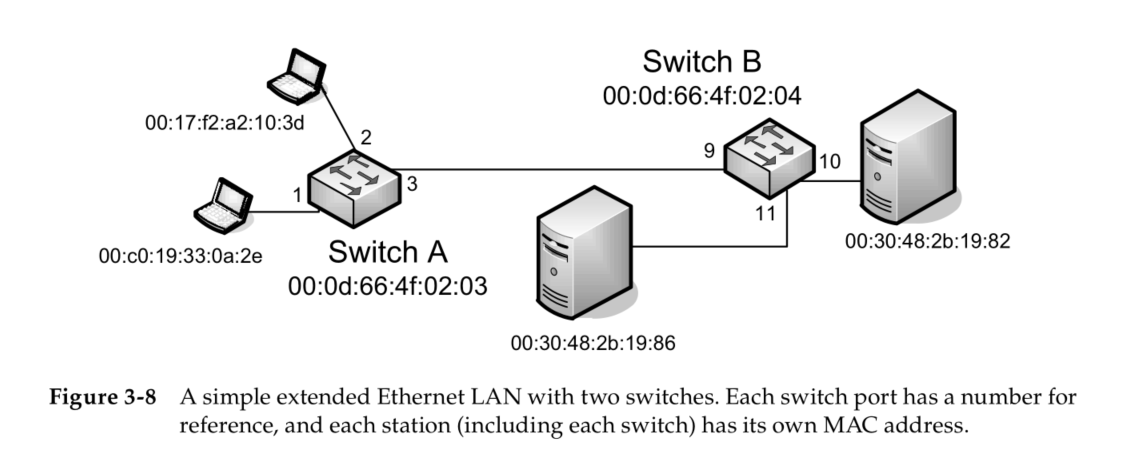 Switch B
00:0d:66:4f:02:04
00:17:f2:a2:10:3d
2
9
10
1
3
11
00:c0:19:33:0a:2e
Switch A
00:0d:66:4f:02:03
00:30:48:2b:19:82
00:30:48:2b:19:86
Figure 3-8 A simple extended Ethernet LAN with two switches. Each switch port has a number for
reference, and each station (including each switch) has its own MAC address.